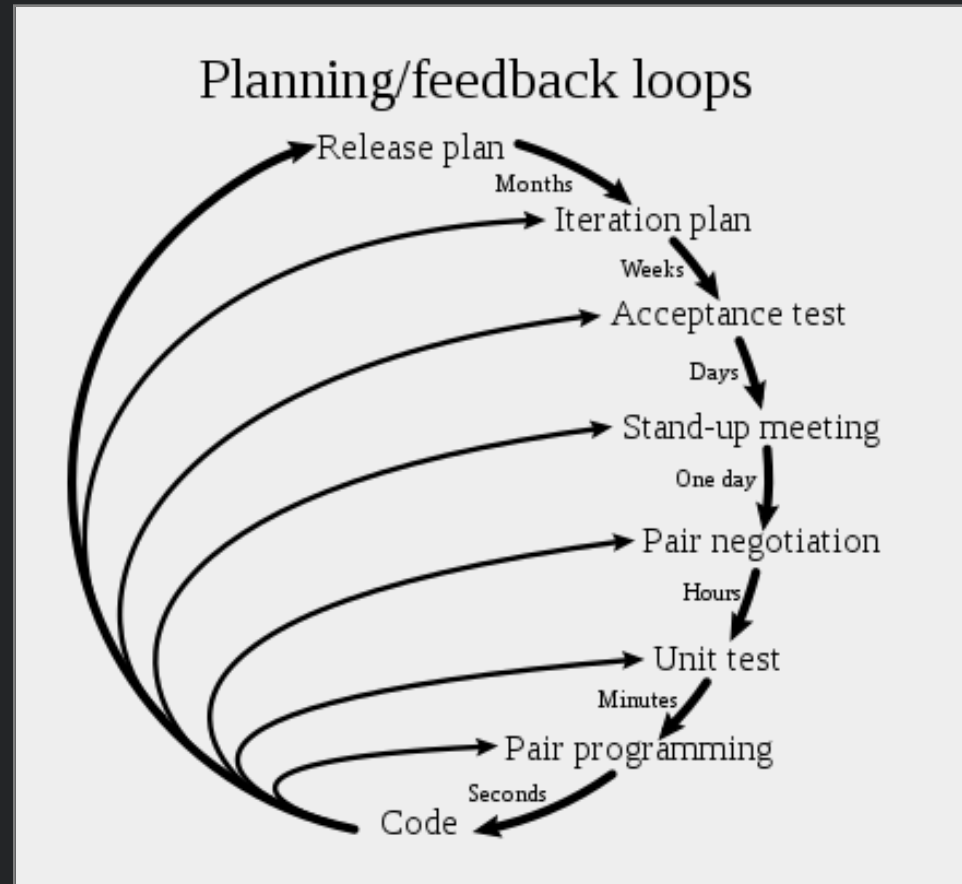 Planning/feedback loops
Release plan
Months
Iteration plan
Weeks
Acceptance test
Days
Stand-up meeting
One day
Pair negotiation
Hours
Unit test
Minutes
Pair programming
Seconds
Code